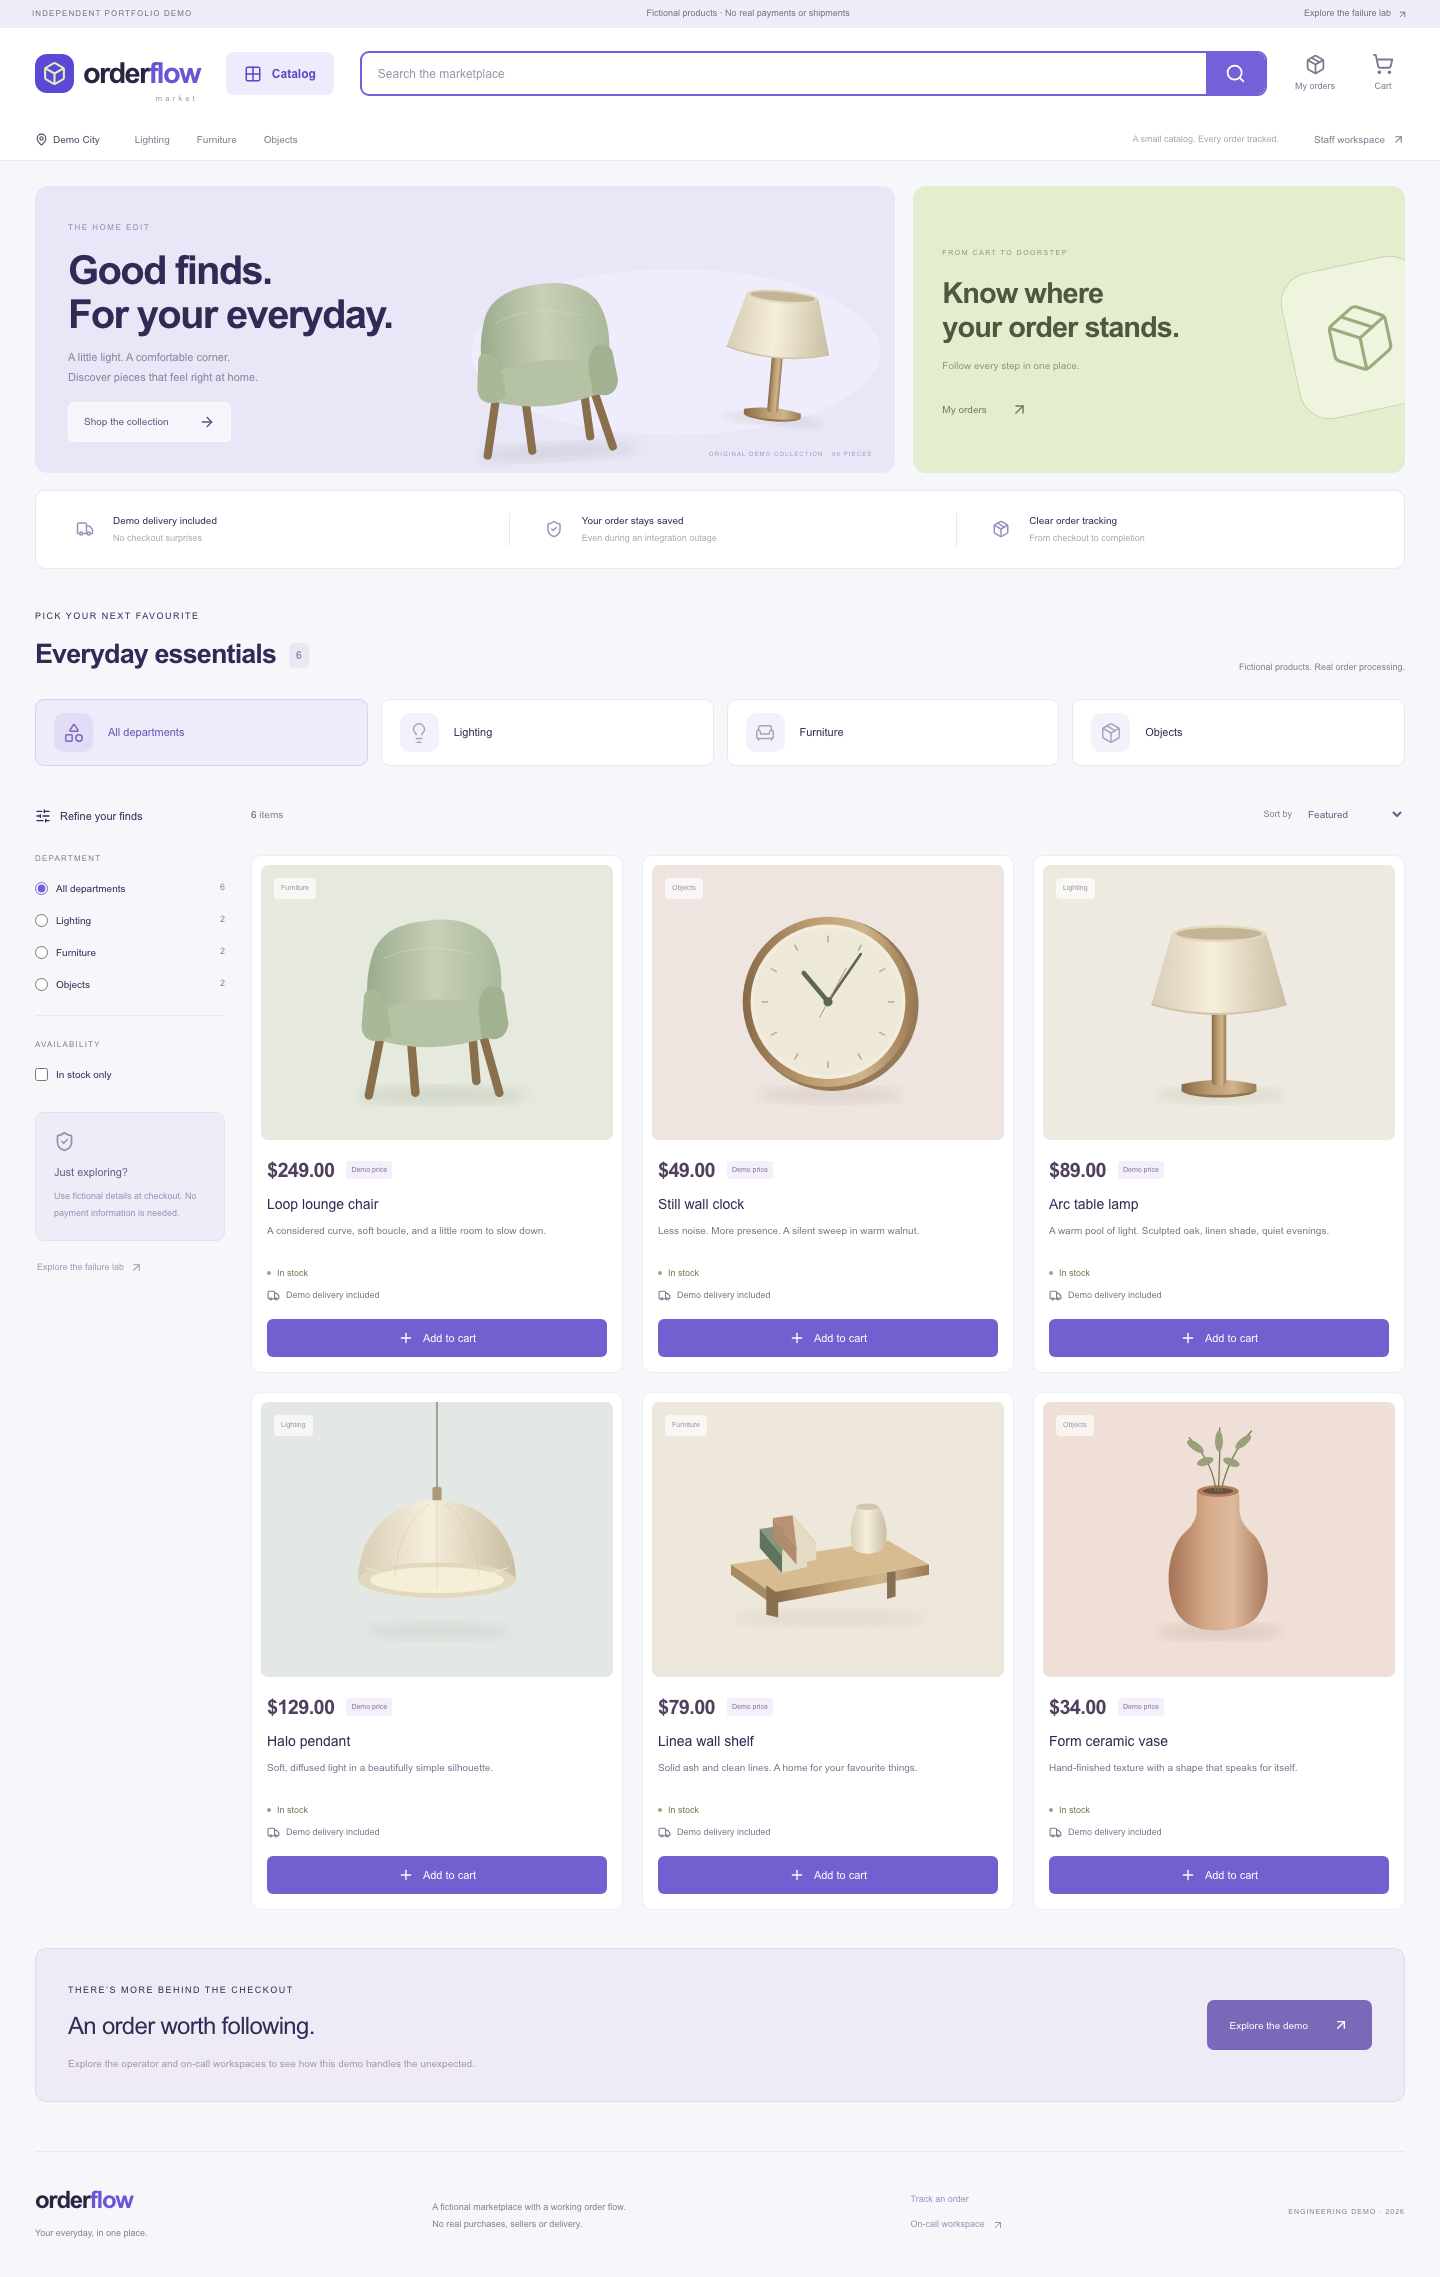 INDEPENDENT PORTFOLIO DEMO
Fictional products · No real payments or shipments
Explore the failure lab
orderflow
market
Catalog
Search the marketplace
My orders
Cart
Demo City
Lighting
Furniture
Objects
A small catalog. Every order tracked.
Staff workspace
THE HOME EDIT
Good finds.
For your everyday.
A little light. A comfortable corner.
Discover pieces that feel right at home.
Shop the collection
ORIGINAL DEMO COLLECTION · 06 PIECES
FROM CART TO DOORSTEP
Know where
your order stands.
Follow every step in one place.
My orders
Demo delivery included
No checkout surprises
Your order stays saved
Even during an integration outage
Clear order tracking
From checkout to completion
PICK YOUR NEXT FAVOURITE
Everyday essentials 6
Fictional products. Real order processing.
All departments
Lighting
Furniture
Objects
Refine your finds
DEPARTMENT
All departments 6
Lighting 2
Furniture 2
Objects 2
AVAILABILITY
In stock only
Just exploring?
Use fictional details at checkout. No
payment information is needed.
Explore the failure lab
6 items
Sort by Featured
Furniture
$249.00 Demo price
Loop lounge chair
A considered curve, soft boucle, and a little room to slow down.
In stock
Demo delivery included
Add to cart
Objects
$49.00 Demo price
Still wall clock
Less noise. More presence. A silent sweep in warm walnut.
In stock
Demo delivery included
Add to cart
Lighting
$89.00 Demo price
Arc table lamp
A warm pool of light. Sculpted oak, linen shade, quiet evenings.
In stock
Demo delivery included
Add to cart
Lighting
$129.00 Demo price
Halo pendant
Soft, diffused light in a beautifully simple silhouette.
In stock
Demo delivery included
Add to cart
Furniture
$79.00 Demo price
Linea wall shelf
Solid ash and clean lines. A home for your favourite things.
In stock
Demo delivery included
Add to cart
Objects
$34.00 Demo price
Form ceramic vase
Hand-finished texture with a shape that speaks for itself.
In stock
Demo delivery included
Add to cart
THERE'S MORE BEHIND THE CHECKOUT
An order worth following.
Explore the operator and on-call workspaces to see how this demo handles the unexpected.
Explore the demo
orderflow
Your everyday, in one place.
A fictional marketplace with a working order flow.
No real purchases, sellers or delivery.
Track an order
On-call workspace
ENGINEERING DEMO · 2026